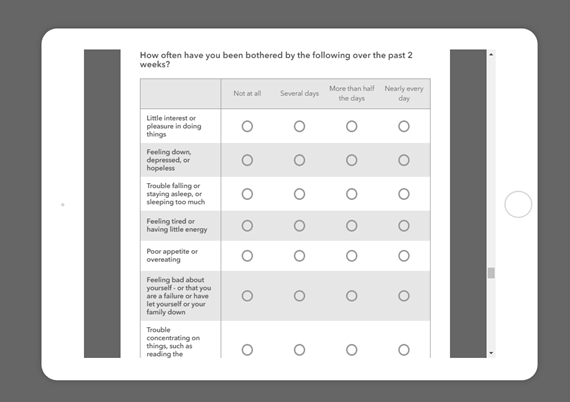 How often have you been bothered by the following over the past 2
weeks?
Not at all
Several days
More than half
the days
Nearly every
day
Little interest or
pleasure in doing
things
Feeling down,
depressed, or
hopeless
Trouble falling or
staying asleep, or
sleeping too much
Feeling tired or
having little energy
Poor appetite or
overeating
Feeling bad about
yourself - or that you
are a failure or have
let yourself or your
family down
Trouble
concentrating on
things, such as
reading the